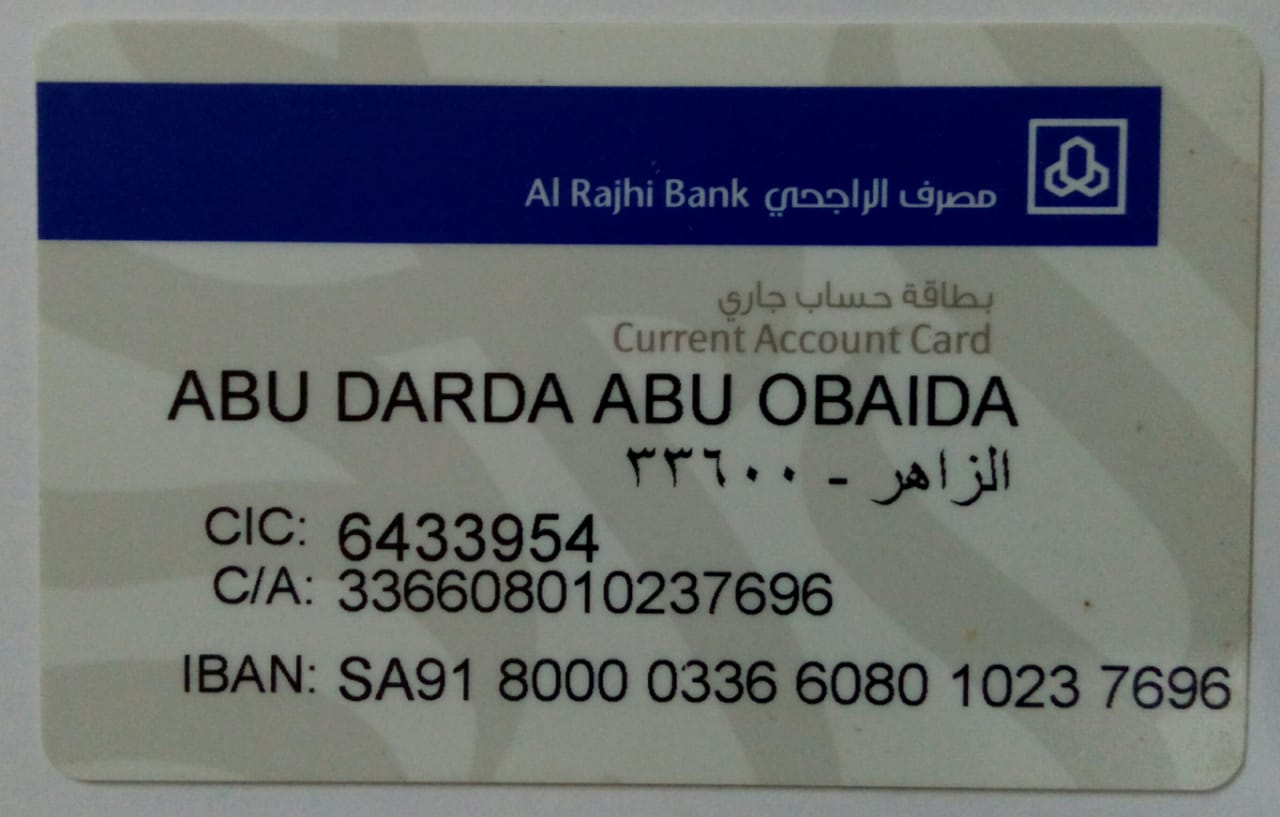 Al Rajhi Bank مصرف الراجحي
بطاقة حساب جاري
Current Account Card
ABU DARDA ABU OBAIDA
الزاهر - ٣٣٦٠٠
CIC: 6433954
C/A: 336608010237696
IBAN: SA91 8000 0336 6080 1023 7696